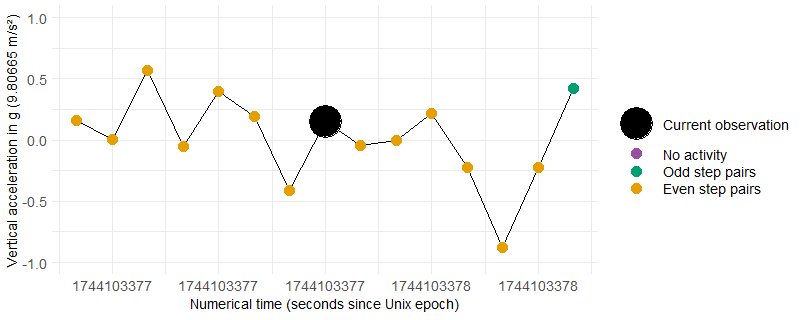 Vertical acceleration in g (9.80665 m/s²)
1.0
0.5
0.0
-0.5
-1.0
1744103377 1744103377 1744103377 1744103378 1744103378
Numerical time (seconds since Unix epoch)
Current observation
No activity
Odd step pairs
Even step pairs